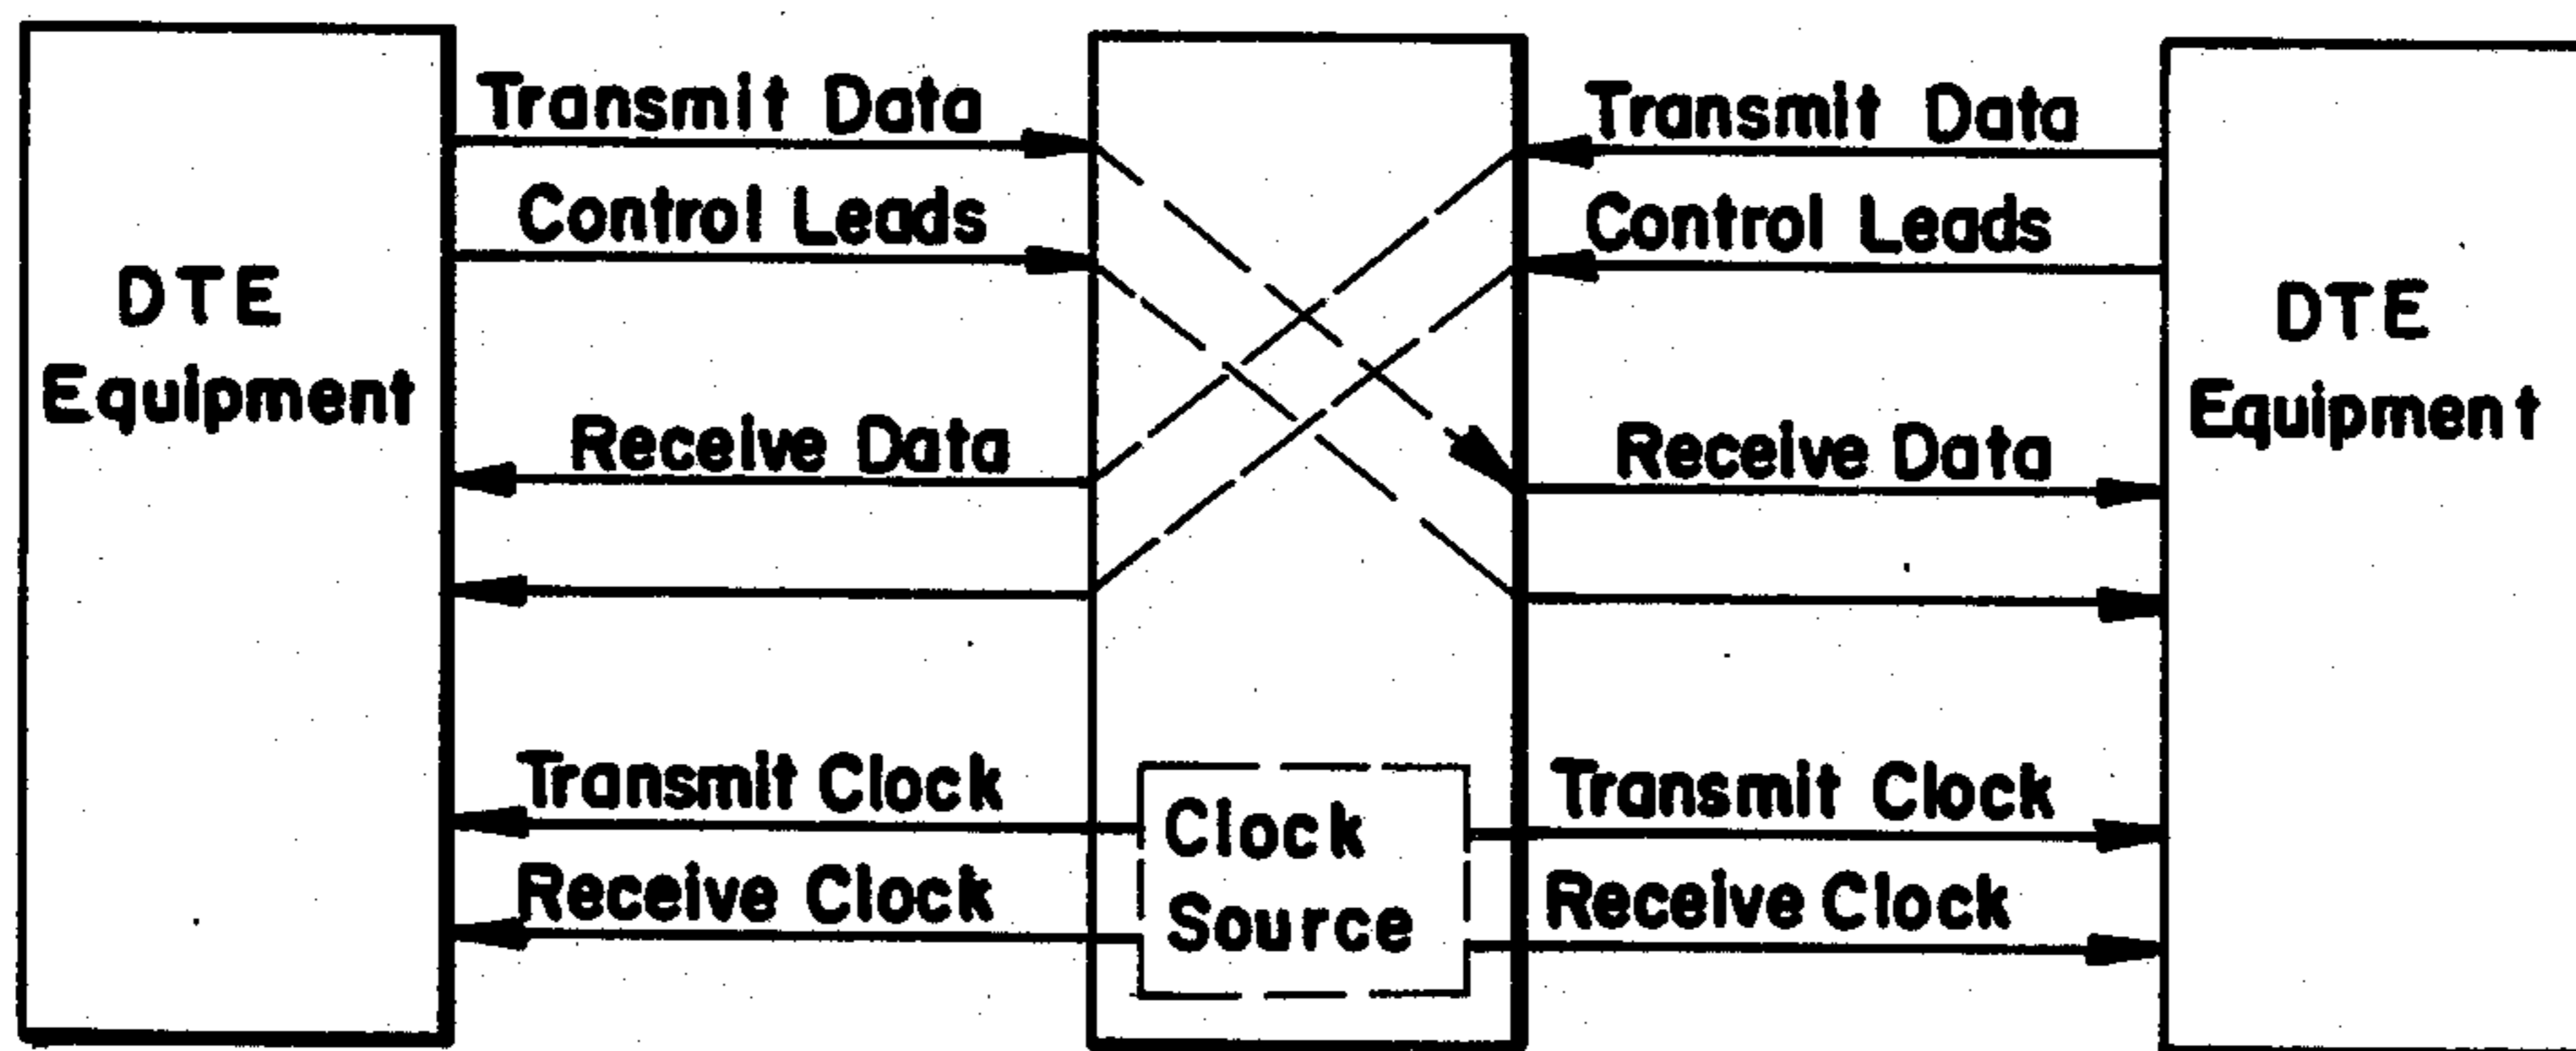 DTE
Equipment
Transmit Data
Control Leads
Receive Data
Transmit Clock
Receive Clock
Clock
Source
Transmit Data
Control Leads
Receive Data
Transmit Clock
Receive Clock
DTE
Equipment